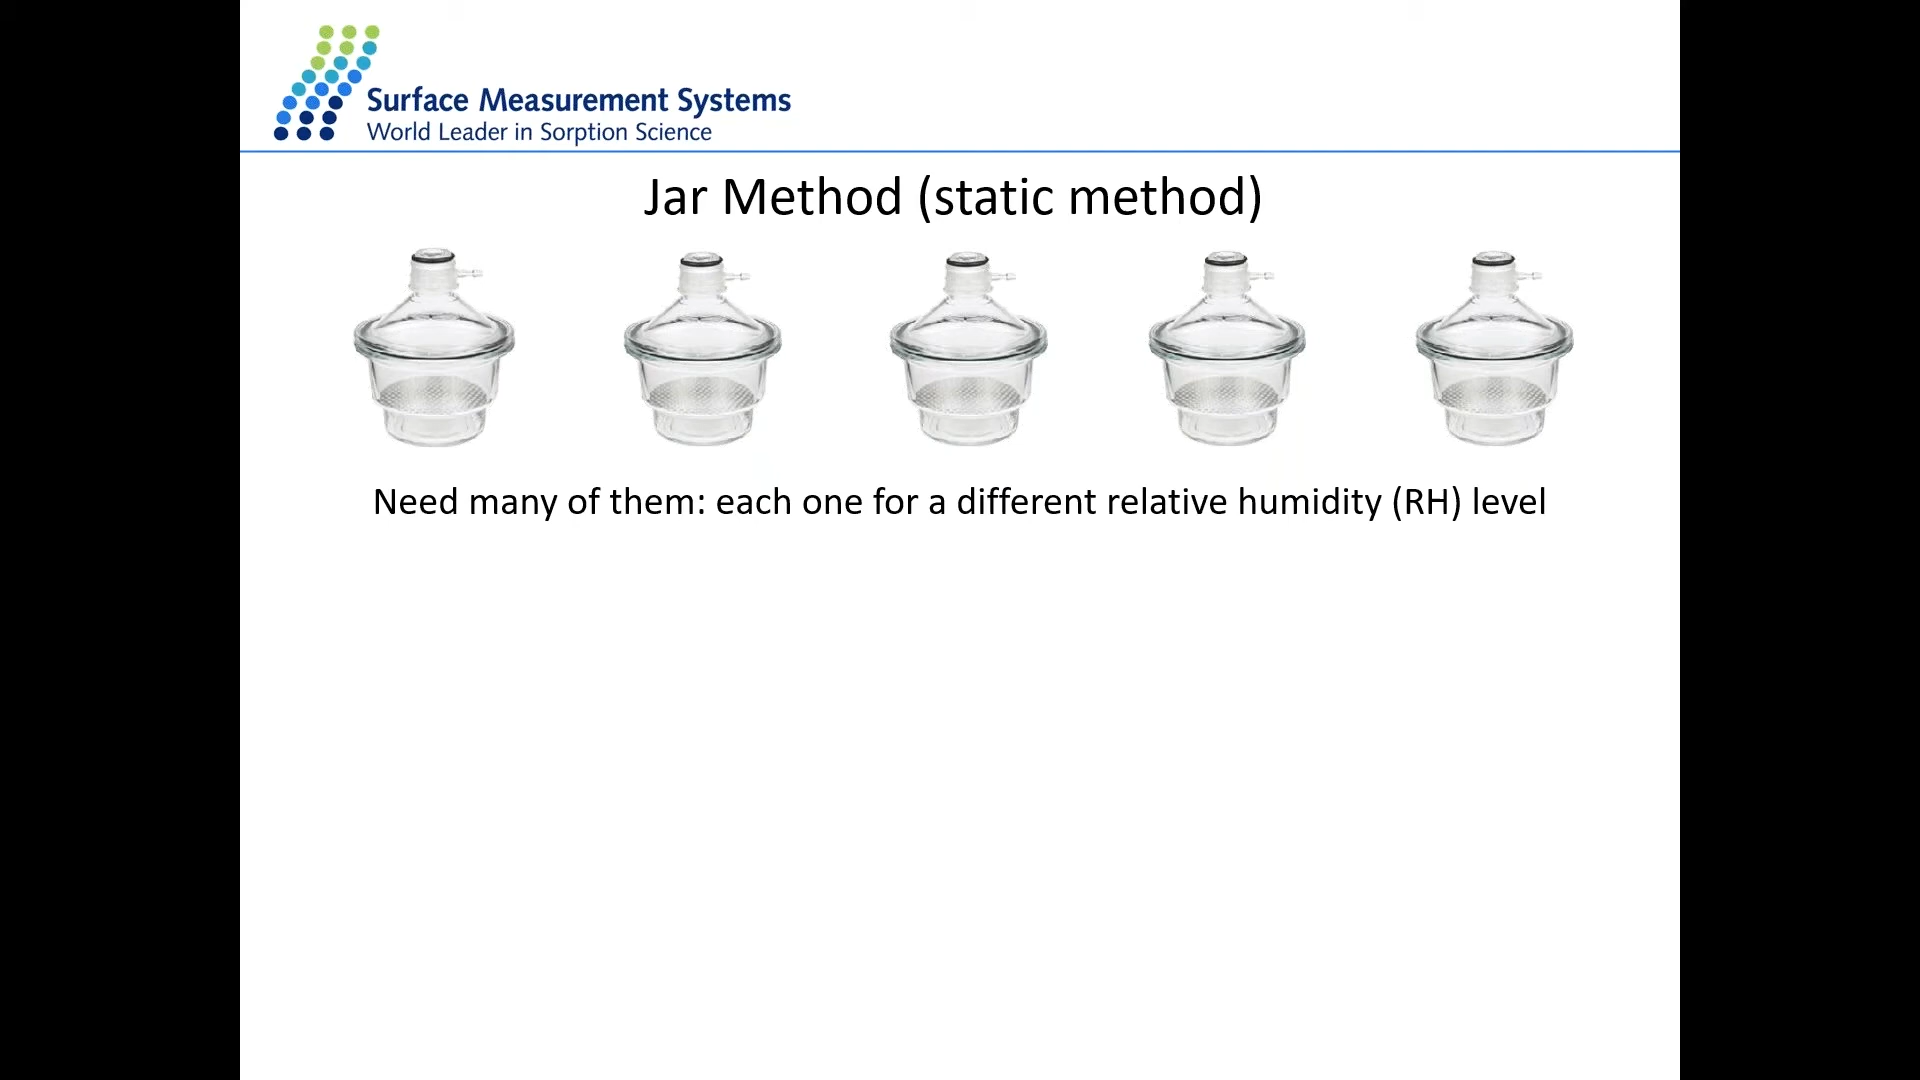 Surface Measurement Systems
World Leader in Sorption Science
Jar Method (static method)
Need many of them: each one for a different relative humidity (RH) level